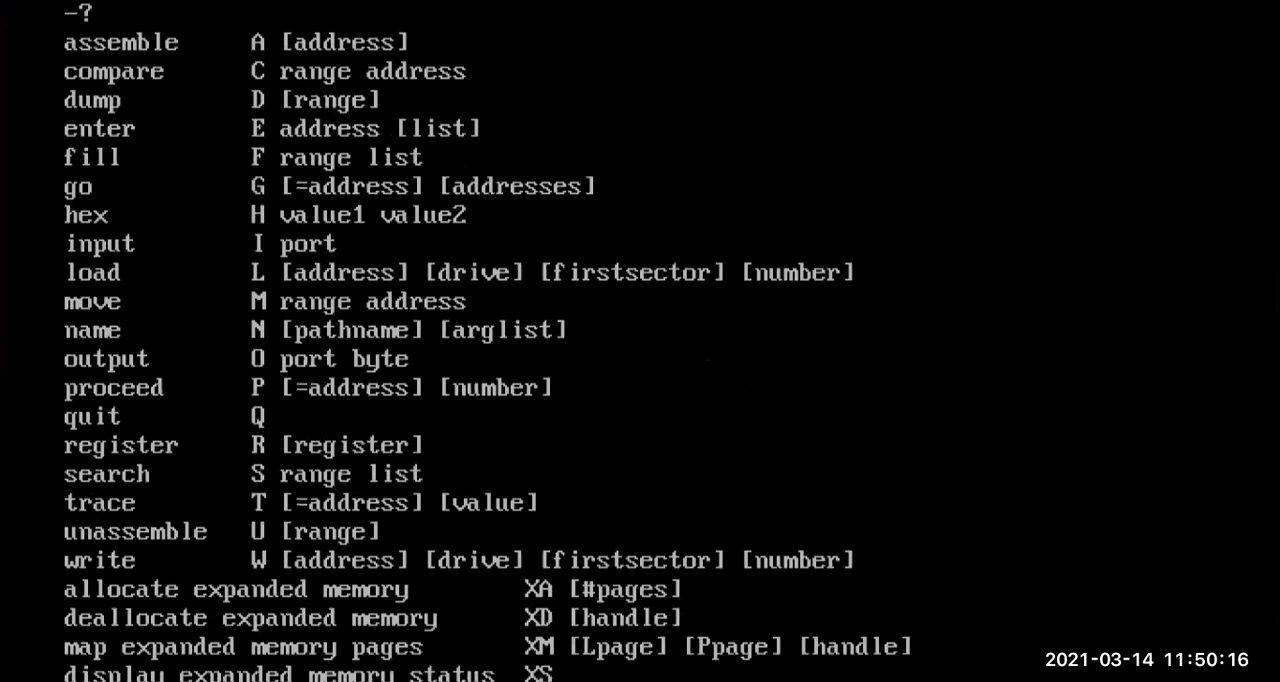 -?
assemble A [address]
compare C range address
dump D [range]
enter E address [list]
fill F range list
go G [=address] [addresses]
hex H value1 value2
input I port
load L [address] [drive] [firstsector] [number]
move M range address
name N [pathname] [arglist]
output O port byte
proceed P [=address] [number]
quit Q
register R [register]
search S range list
trace T [=address] [value]
unassemble U [range]
write W [address] [drive] [firstsector] [number]
allocate expanded memory XA [#pages]
deallocate expanded memory XD [handle]
map expanded memory pages XM [Lpage] [Ppage] [handle]
display expanded memory status XS
2021-03-14 11:50:16